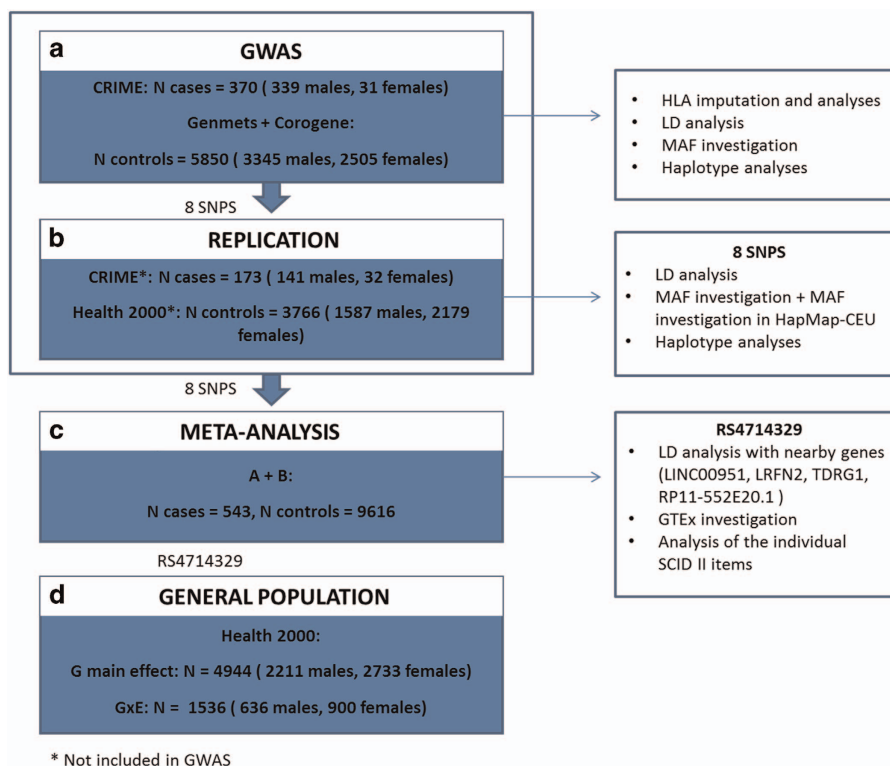 a
GWAS
CRIME: N cases = 370 ( 339 males, 31 females)
Genmets + Corogene:
N controls = 5850 ( 3345 males, 2505 females)
• HLA imputation and analyses
• LD analysis
• MAF investigation
• Haplotype analyses
8 SNPS
b
REPLICATION
CRIME*: N cases = 173 ( 141 males, 32 females)
Health 2000*: N controls = 3766 ( 1587 males, 2179
females)
8 SNPS
• LD analysis
• MAF investigation + MAF
investigation in HapMap-CEU
• Haplotype analyses
8 SNPS
c
META-ANALYSIS
A + B:
N cases = 543, N controls = 9616
RS4714329
• LD analysis with nearby genes
(LINC00951, LRFN2, TDRG1,
RP11-552E20.1 )
• GTEx investigation
• Analysis of the individual
SCID II items
RS4714329
d
GENERAL POPULATION
Health 2000:
G main effect: N = 4944 ( 2211 males, 2733 females)
GxE: N = 1536 ( 636 males, 900 females)
* Not included in GWAS